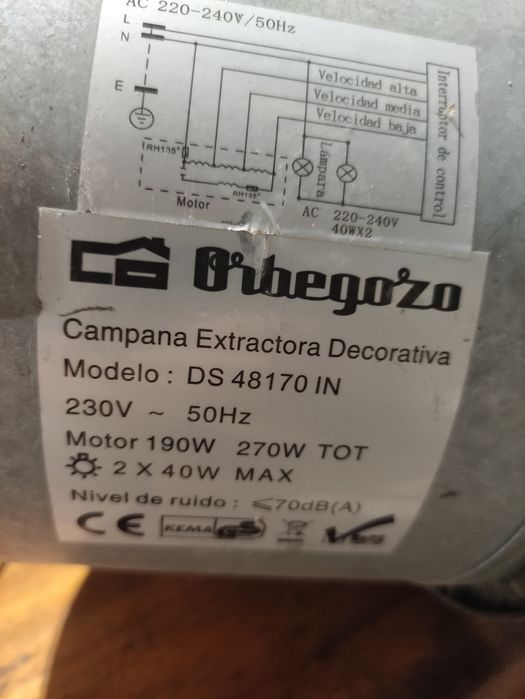 AC 220-240V/50Hz
L
N
E
Velocidad alta
Velocidad media
Velocidad baja
Interruptor de control
RH135°
RH135°
Lámpara
Motor
AC 220-240V
40WX2
Orbegozo
Campana Extractora Decorativa
Modelo : DS 48170 IN
230V ~ 50Hz
Motor 190W 270W TOT
2 X 40W MAX
Nivel de ruido : ≤70dB(A)
CE KEMA GS